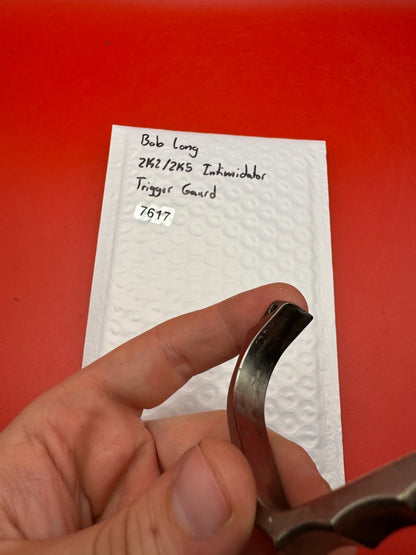 Bob Long
2K2/2K5 Intimidator
Trigger Guard
7617